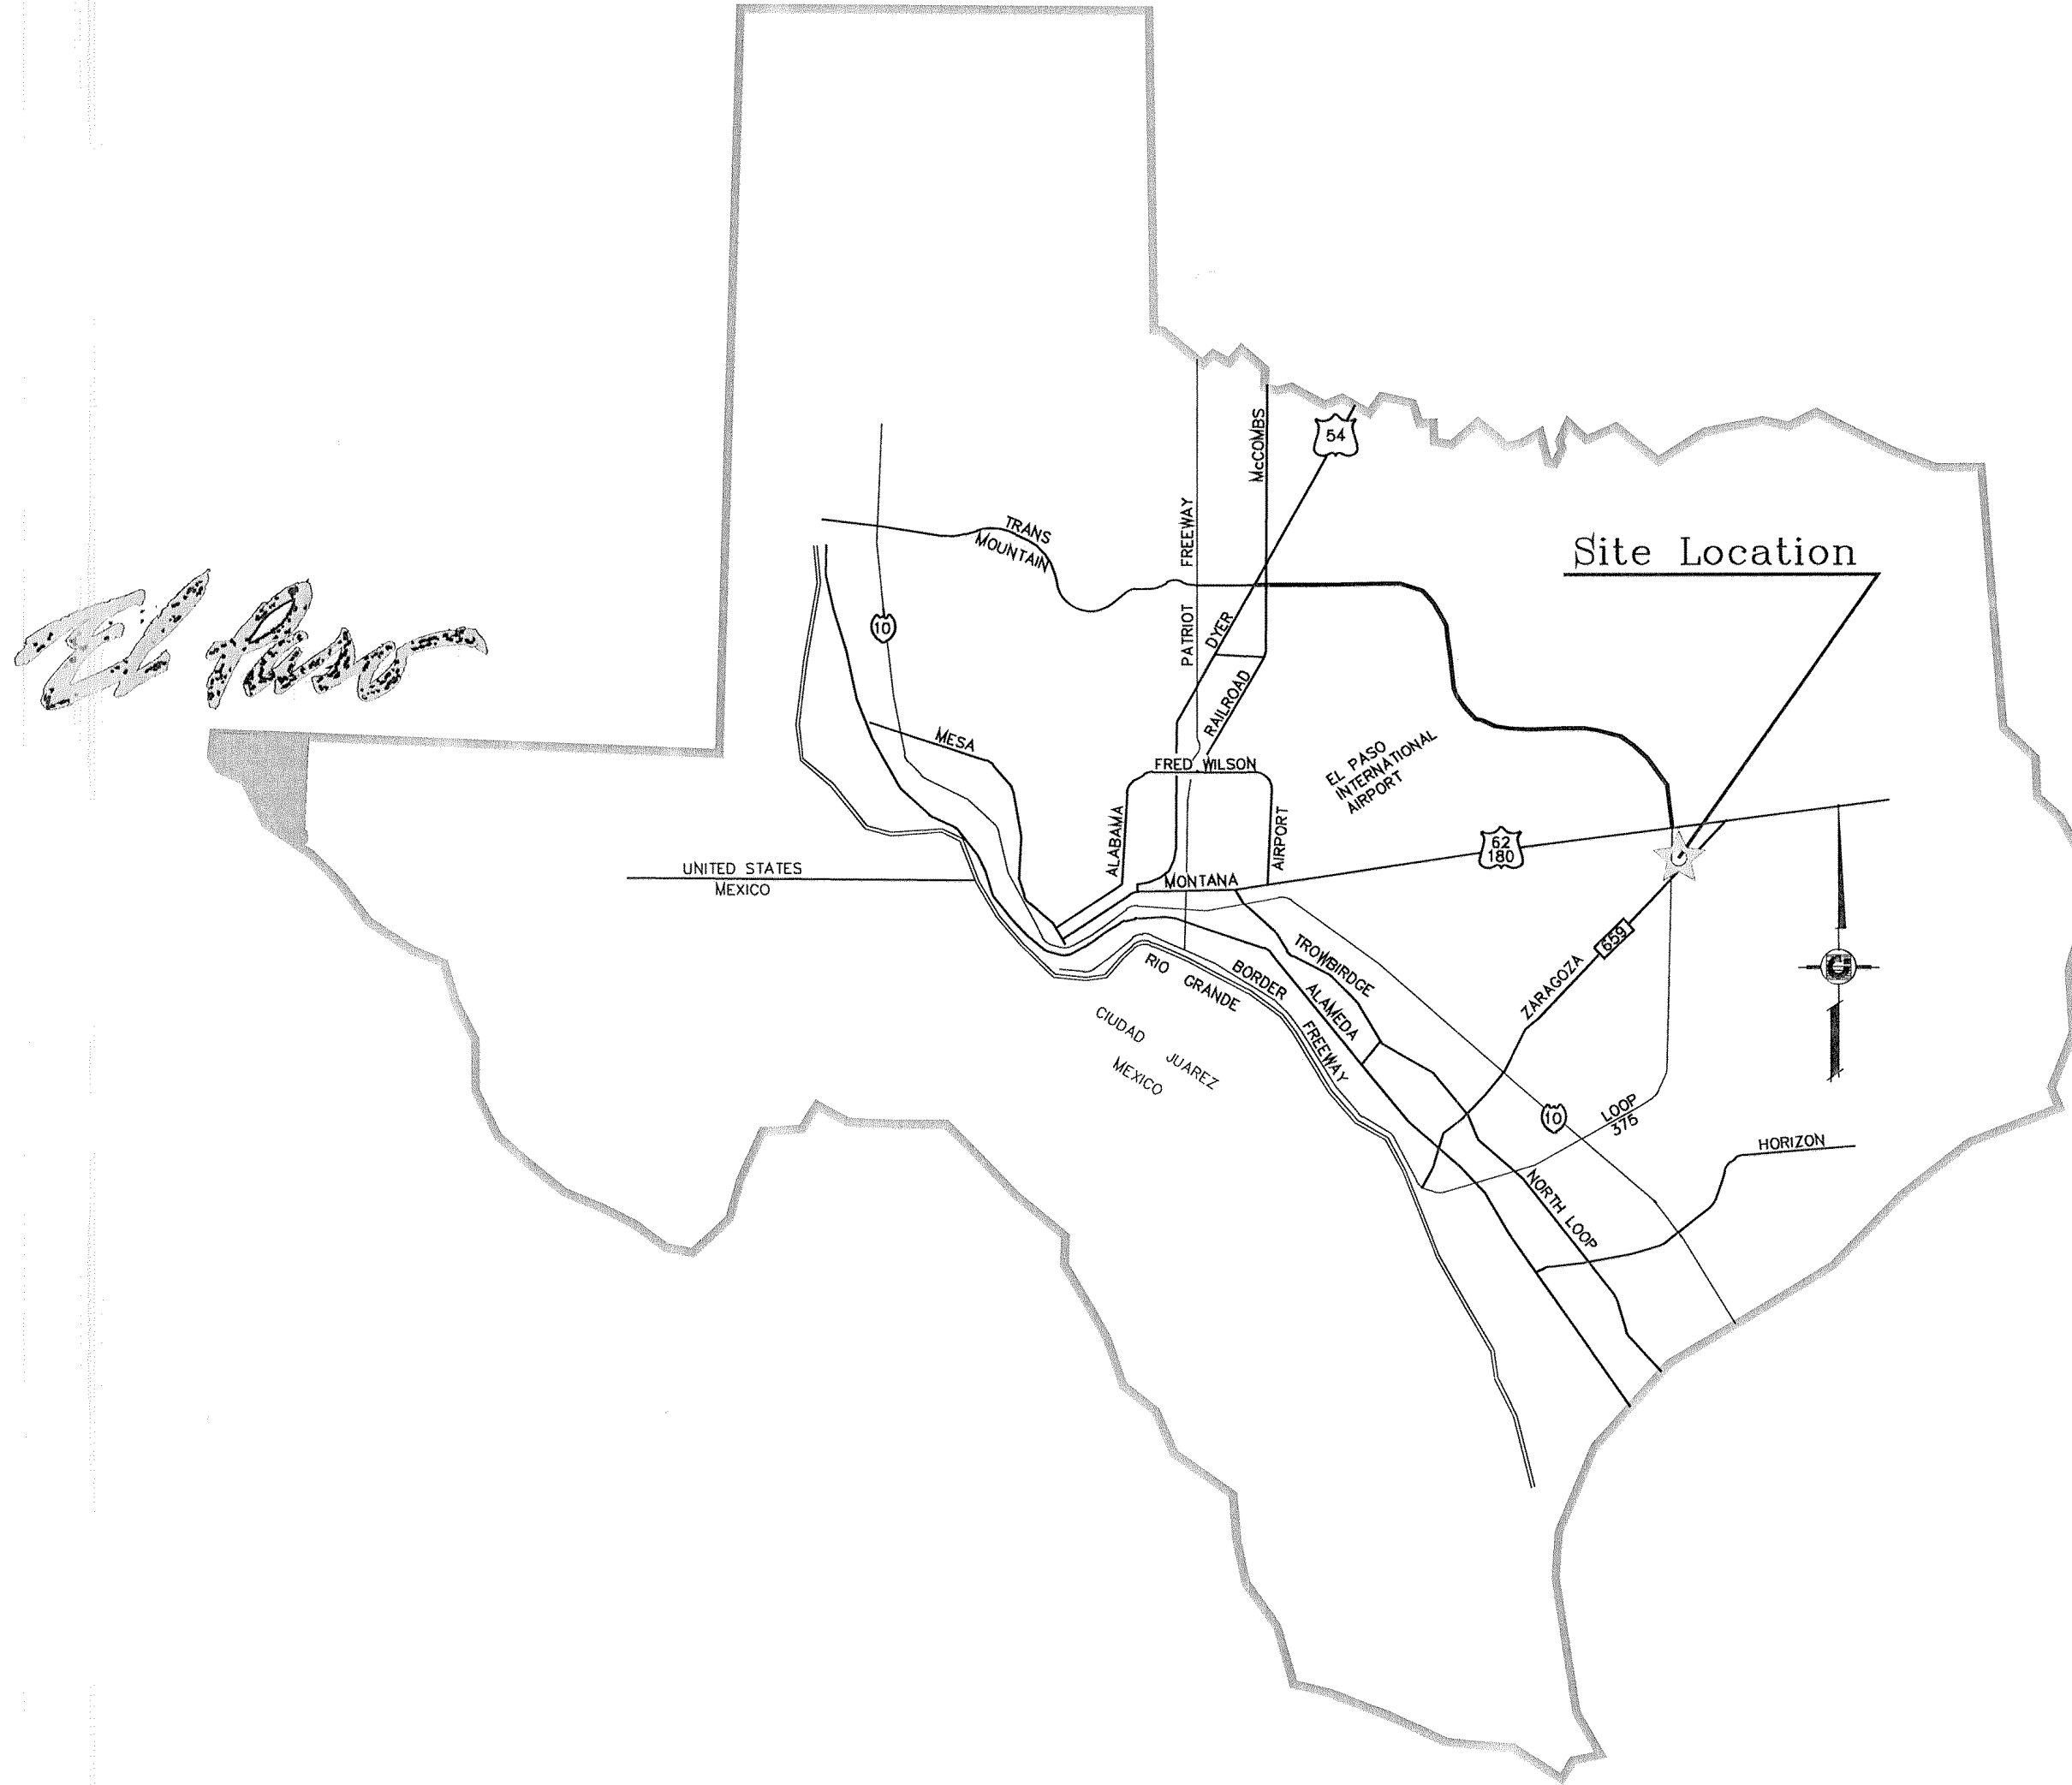 McCOMBS
54
FREEWAY
TRANS
MOUNTAIN
Site Location
El Paso
10
PATRIOT
DYER
RAILROAD
MESA
EL PASO
INTERNATIONAL
AIRPORT
FRED WILSON
ALABAMA
AIRPORT
62
180
UNITED STATES
MEXICO
MONTANA
TROWBIRDGE
659
ZARAGOZA
G
RIO GRANDE
BORDER
FREEWAY
ALAMEDA
CIUDAD JUAREZ
MEXICO
10
LOOP
375
HORIZON
NORTH LOOP